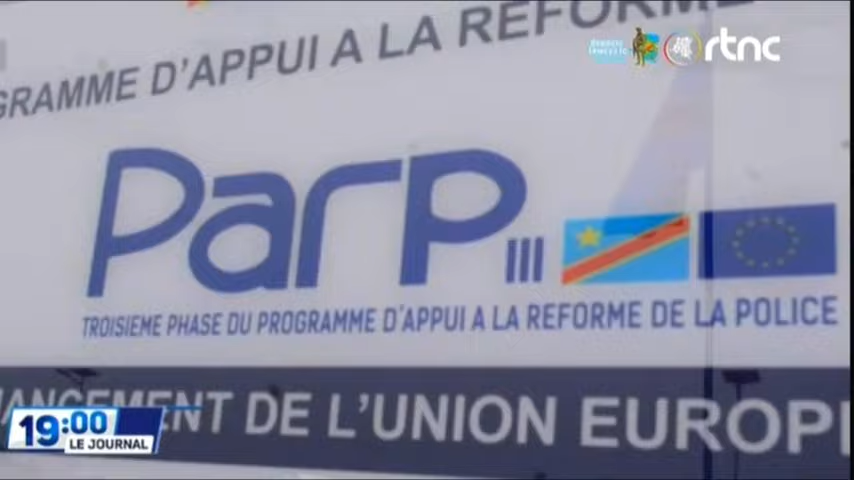 GRAMME D'APPUI A LA REFORME
rtnc
Parp III
TROISIEME PHASE DU PROGRAMME D'APPUI A LA REFORME DE LA POLICE
ANCEMENT DE L'UNION EUROP
19:00
LE JOURNAL